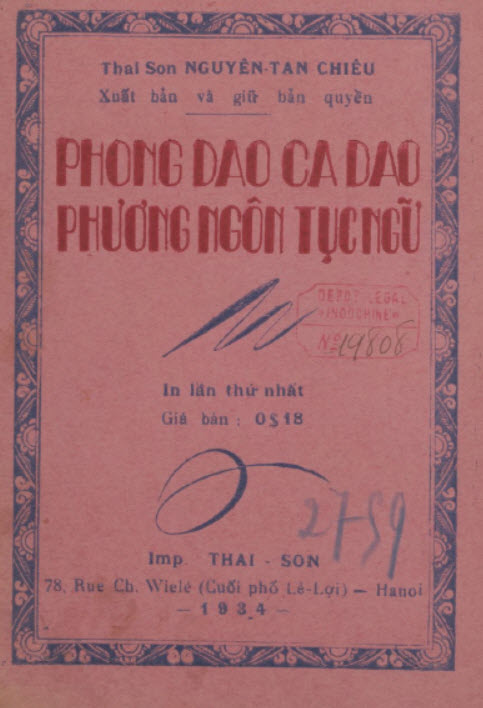 Thai Son NGUYÊN-TAN CHIÊU
Xuất bản và giữ bản quyền
PHONG DAO CA DAO
PHƯƠNG NGÔN TỤC NGỮ
DEPOT LEGAL
INDOCHINE
Nº 19808
In lần thứ nhất
Giá bán : 0$18
2759
Imp. THAI - SON
78, Rue Ch. Wielé (Cuối phố Lê-Lợi) — Hanoi
— 1934 —